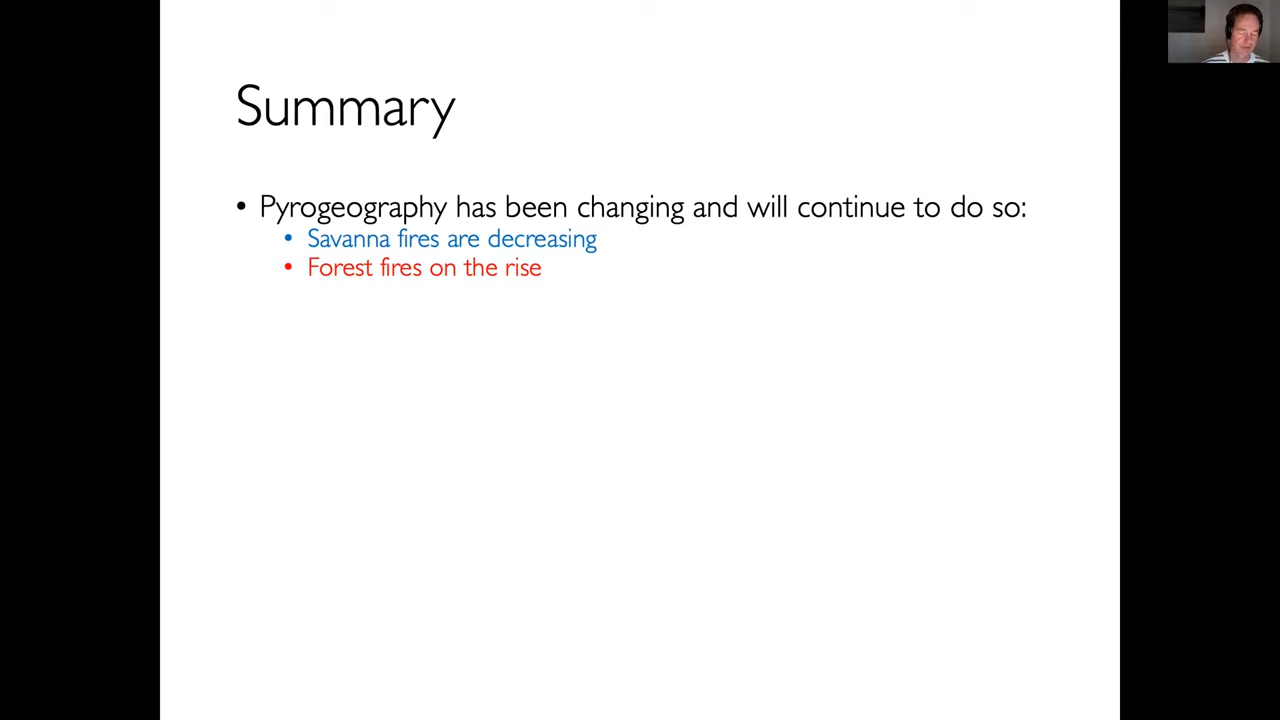 Summary
• Pyrogeography has been changing and will continue to do so:
• Savanna fires are decreasing
• Forest fires on the rise